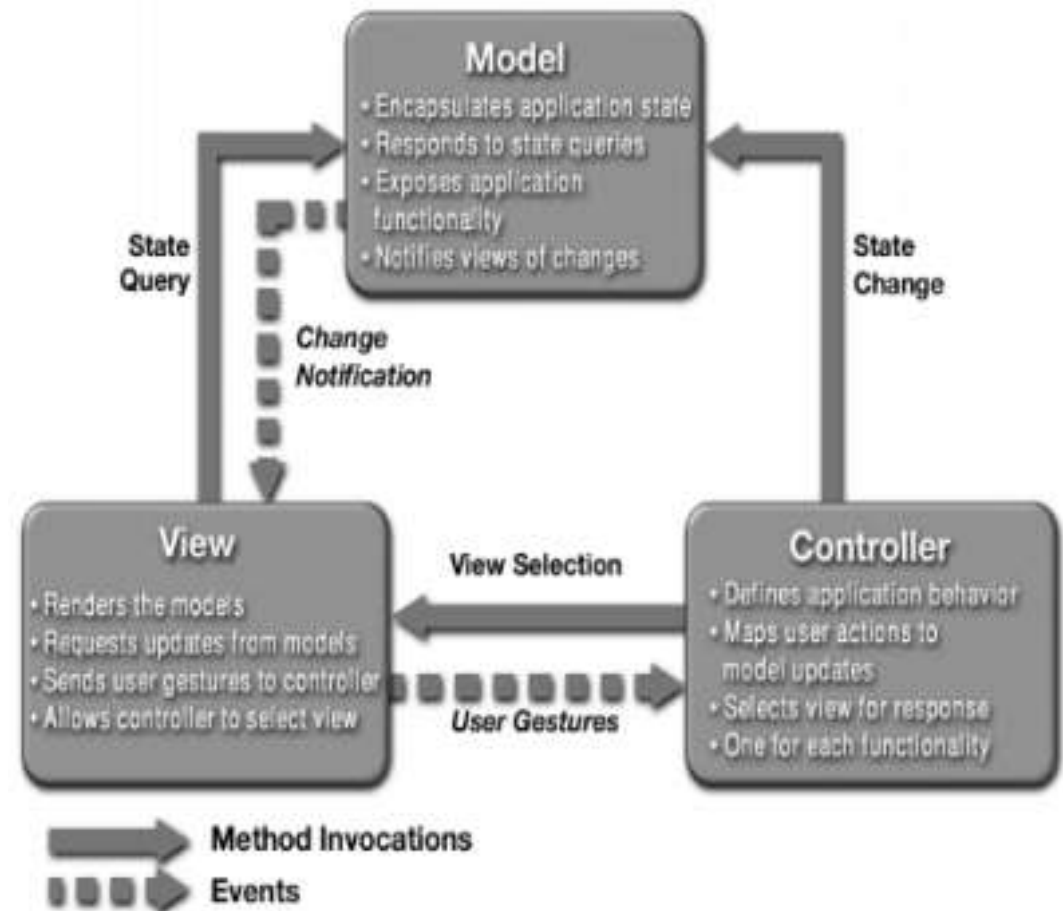 Model
• Encapsulates application state
• Responds to state queries
• Exposes application
functionality
• Notifies views of changes
State
Query
State
Change
Change
Notification
View
• Renders the models
• Requests updates from models
• Sends user gestures to controller
• Allows controller to select view
View Selection
User Gestures
Controller
• Defines application behavior
• Maps user actions to
model updates
• Selects view for response
• One for each functionality
Method Invocations
Events